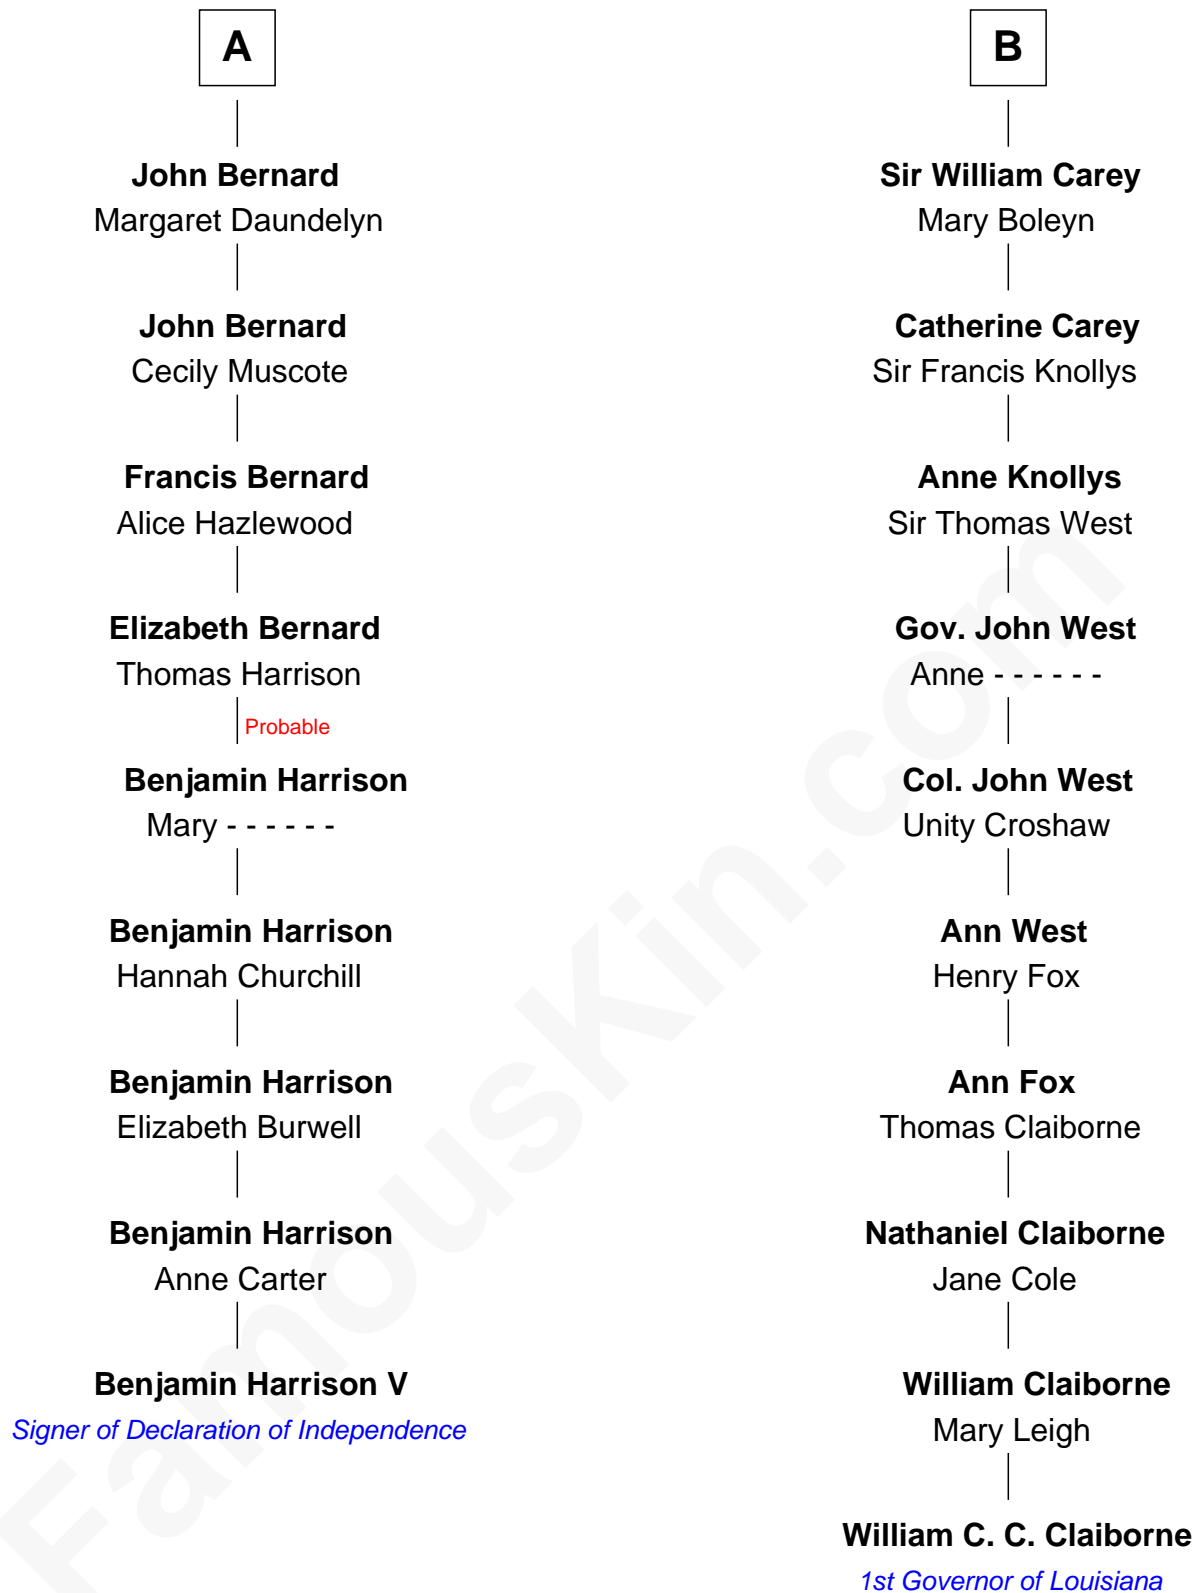 A
John Bernard
Margaret Daundelyn
John Bernard
Cecily Muscote
Francis Bernard
Alice Hazlewood
Elizabeth Bernard
Thomas Harrison
Probable
Benjamin Harrison
Mary - - - - - -
Benjamin Harrison
Hannah Churchill
Benjamin Harrison
Elizabeth Burwell
Benjamin Harrison
Anne Carter
Benjamin Harrison V
Signer of Declaration of Independence
B
Sir William Carey
Mary Boleyn
Catherine Carey
Sir Francis Knollys
Anne Knollys
Sir Thomas West
Gov. John West
Anne - - - - - -
Col. John West
Unity Croshaw
Ann West
Henry Fox
Ann Fox
Thomas Claiborne
Nathaniel Claiborne
Jane Cole
William Claiborne
Mary Leigh
William C. C. Claiborne
1st Governor of Louisiana
FamousKin.com